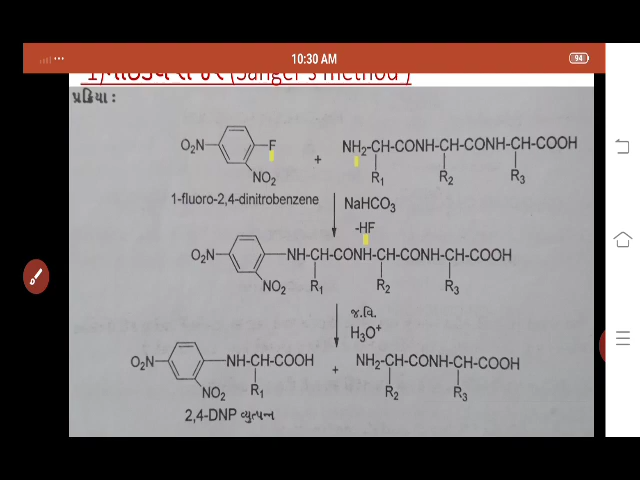 10:30 AM
94
(Sanger's method)
પ્રક્રિયા :
O₂N F + NH₂-CH-CONH-CH-CONH-CH-COOH
NO₂ R₁ R₂ R₃
1-fluoro-2,4-dinitrobenzene NaHCO₃
-HF
O₂N NH-CH-CONH-CH-CONH-CH-COOH
NO₂ R₁ R₂ R₃
જ.વિ.
H₃O⁺
O₂N NH-CH-COOH + NH₂-CH-CONH-CH-COOH
NO₂ R₁ R₂ R₃
2,4-DNP વ્યુત્પન્ન